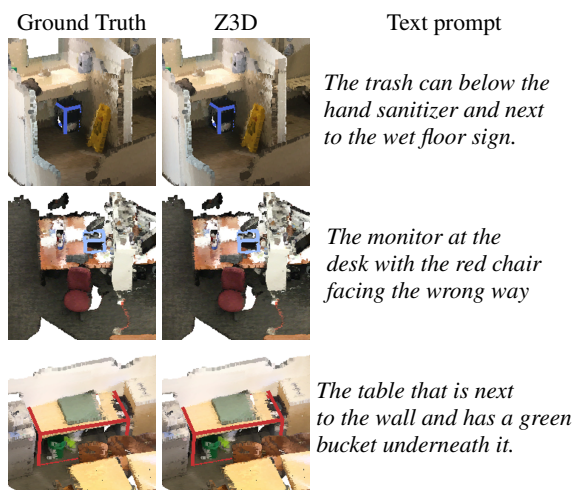 Ground Truth
Z3D
Text prompt
The trash can below the
hand sanitizer and next
to the wet floor sign.
The monitor at the
desk with the red chair
facing the wrong way
The table that is next
to the wall and has a green
bucket underneath it.